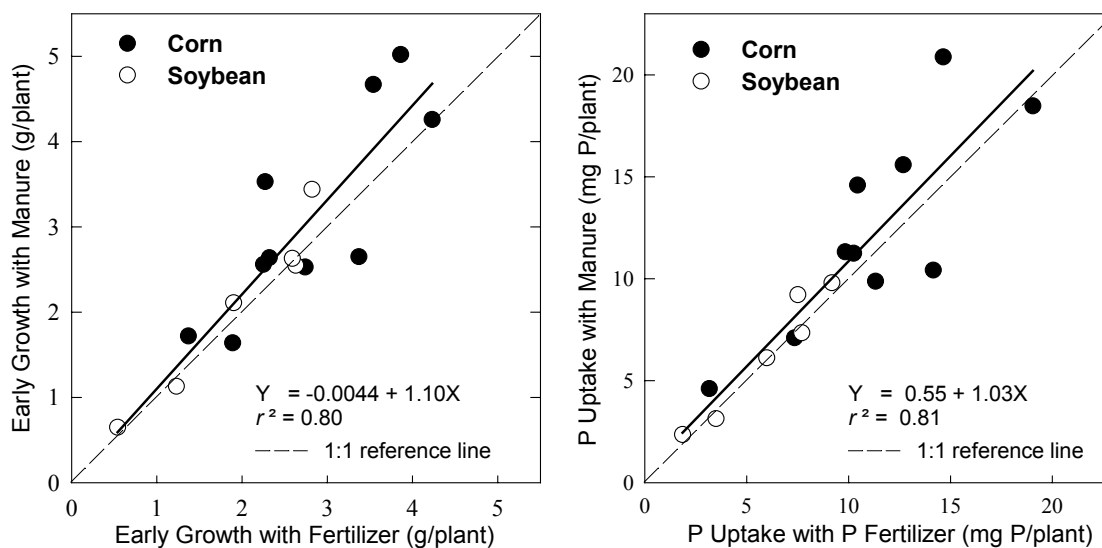 Corn
Soybean
5
4
3
2
1
0
Early Growth with Manure (g/plant)
Y = -0.0044 + 1.10X
r² = 0.80
1:1 reference line
0 1 2 3 4 5
Early Growth with Fertilizer (g/plant)
Corn
Soybean
20
15
10
5
0
P Uptake with Manure (mg P/plant)
Y = 0.55 + 1.03X
r² = 0.81
1:1 reference line
0 5 10 15 20
P Uptake with P Fertilizer (mg P/plant)